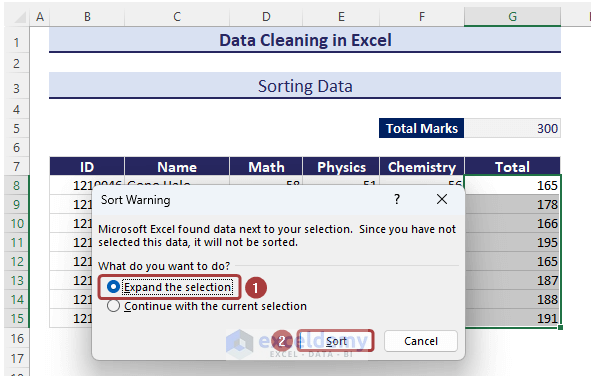 A B C D E F G
1 Data Cleaning in Excel
2
3 Sorting Data
4
5 Total Marks 300
6
7 ID Name Math Physics Chemistry Total
8 1210046 Gene Hale 58 51 56 165
9 121 178
10 121 166
11 121 195
12 121 165
13 121 187
14 121 188
15 121 191
16
17
Sort Warning ? X
Microsoft Excel found data next to your selection. Since you have not
selected this data, it will not be sorted.
What do you want to do?
Expand the selection 1
Continue with the current selection
2 Sort Cancel
exceldemy
EXCEL - DATA - BI